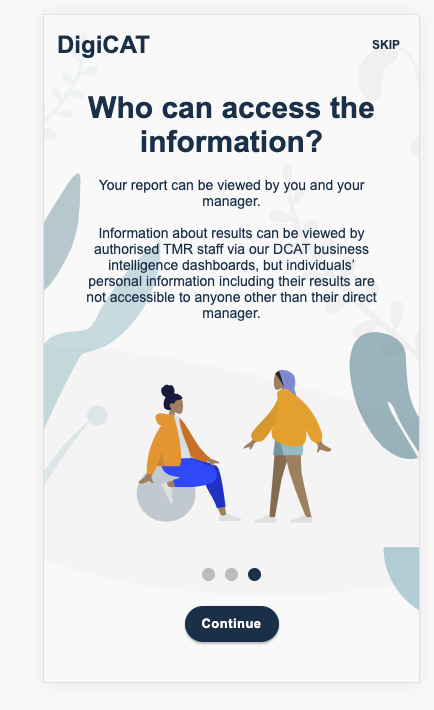 DigiCAT
SKIP
Who can access the
information?
Your report can be viewed by you and your
manager.
Information about results can be viewed by
authorised TMR staff via our DCAT business
intelligence dashboards, but individuals’
personal information including their results are
not accessible to anyone other than their direct
manager.
Continue